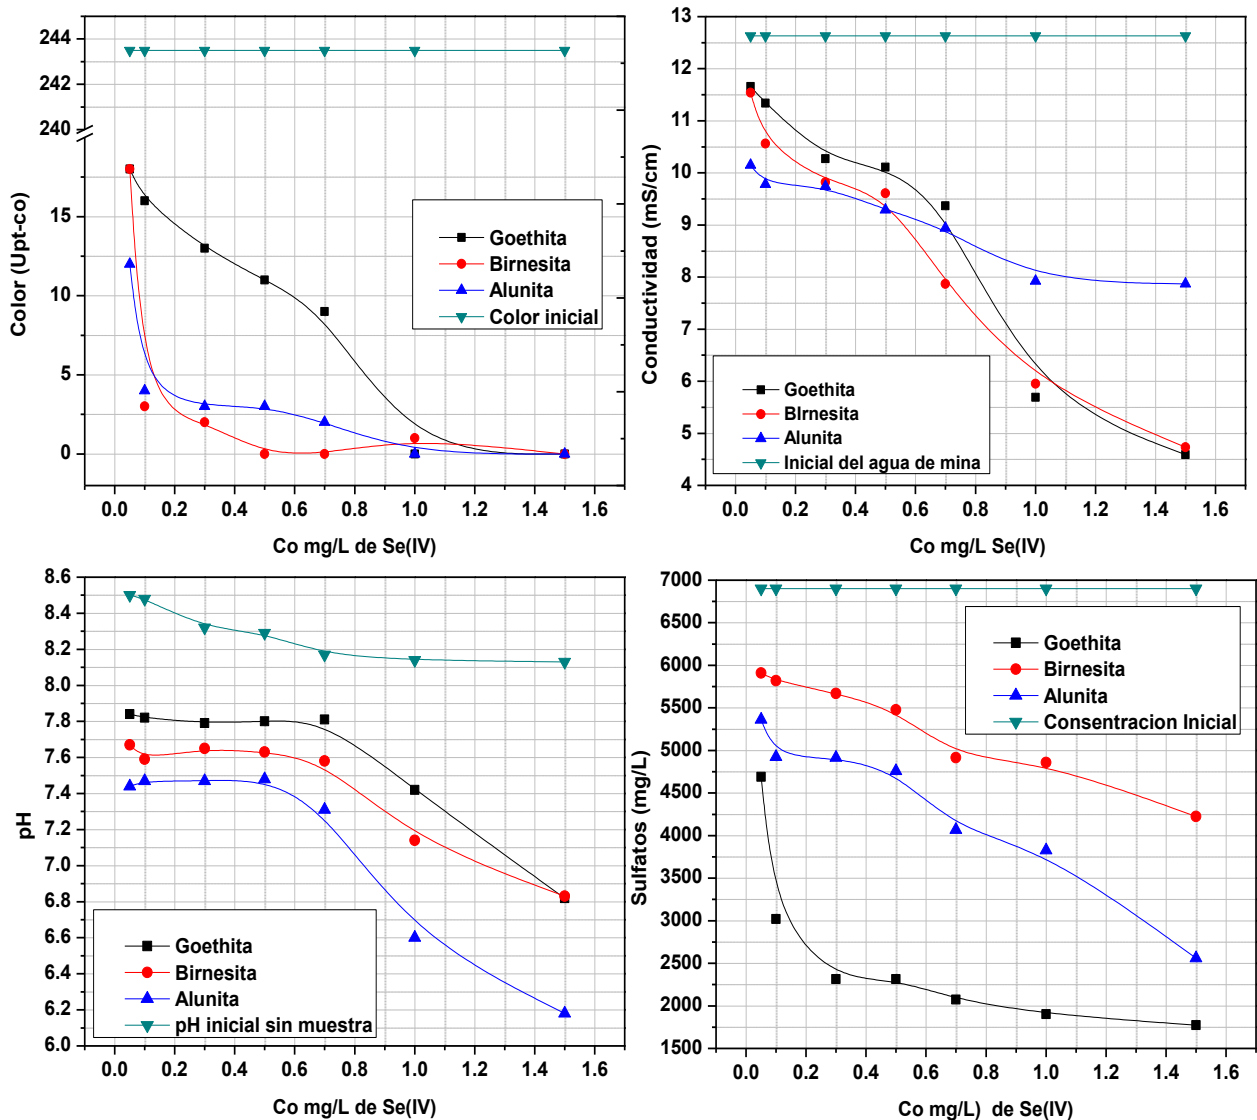 244
242
240
15
10
5
0
Color (Upt-co)
Goethita
Birnesita
Alunita
Color inicial
0.0 0.2 0.4 0.6 0.8 1.0 1.2 1.4 1.6
Co mg/L de Se(IV)
13
12
11
10
9
8
7
6
5
4
Conductividad (mS/cm)
Goethita
BIrnesita
Alunita
Inicial del agua de mina
0.0 0.2 0.4 0.6 0.8 1.0 1.2 1.4 1.6
Co mg/L Se(IV)
8.6
8.4
8.2
8.0
7.8
7.6
7.4
7.2
7.0
6.8
6.6
6.4
6.2
6.0
pH
Goethita
Birnesita
Alunita
pH inicial sin muestra
0.0 0.2 0.4 0.6 0.8 1.0 1.2 1.4 1.6
Co mg/L de Se(IV)
7000
6000
5000
4000
3500
3000
2500
2000
1500
Sulfatos (mg/L)
Goethita
Birnesita
Alunita
Consentracion Inicial
0.0 0.2 0.4 0.6 0.8 1.0 1.2 1.4 1.6
Co mg/L) de Se(IV)